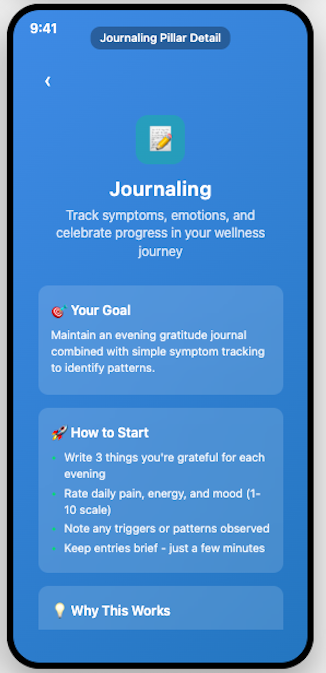 9:41
Journaling Pillar Detail
Journaling
Track symptoms, emotions, and
celebrate progress in your wellness
journey
Your Goal
Maintain an evening gratitude journal
combined with simple symptom tracking
to identify patterns.
How to Start
Write 3 things you're grateful for each
evening
Rate daily pain, energy, and mood (1-
10 scale)
Note any triggers or patterns observed
Keep entries brief - just a few minutes
Why This Works